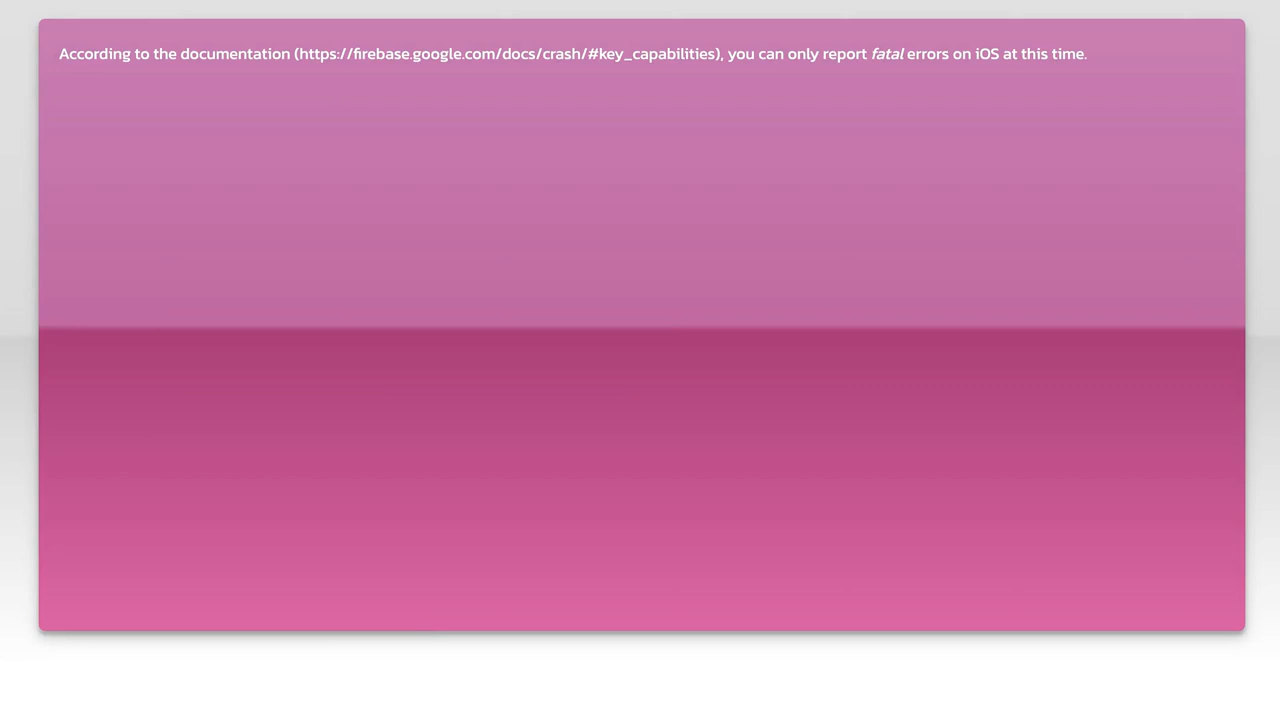 According to the documentation (https://firebase.google.com/docs/crash/#key_capabilities), you can only report fatal errors on iOS at this time.